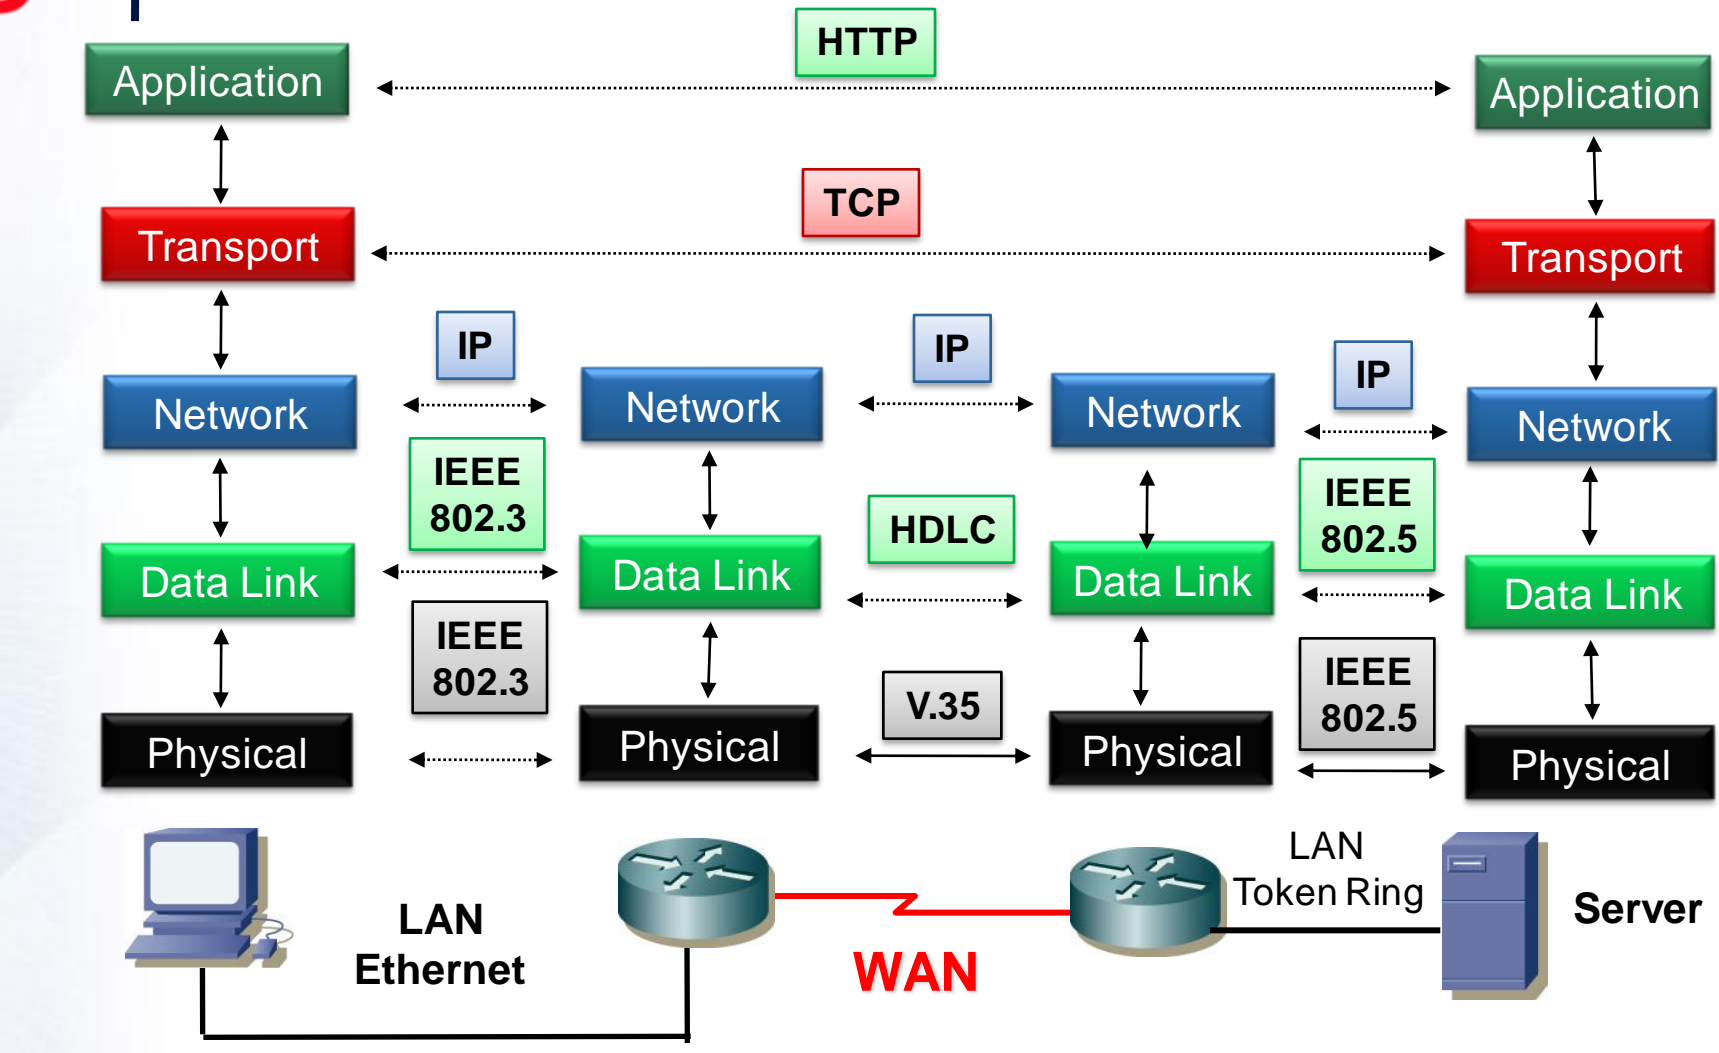 HTTP
Application
Application
TCP
Transport
Transport
IP
IP
IP
Network
Network
Network
Network
IEEE
802.3
HDLC
IEEE
802.5
Data Link
Data Link
Data Link
Data Link
IEEE
802.3
V.35
IEEE
802.5
Physical
Physical
Physical
Physical
LAN
Ethernet
WAN
LAN
Token Ring
Server